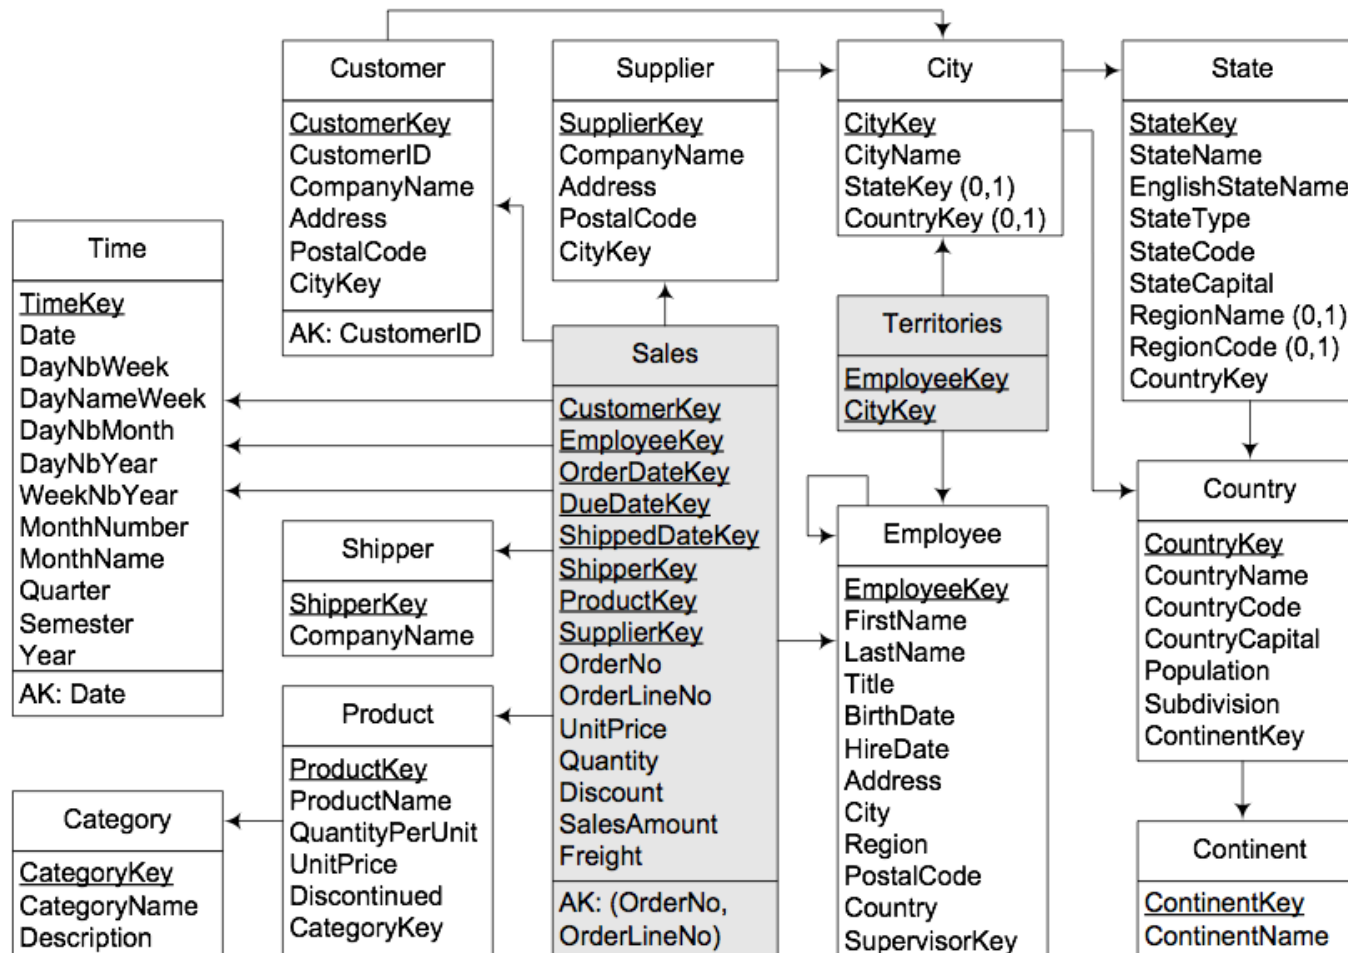 Customer
CustomerKey
CustomerID
CompanyName
Address
PostalCode
CityKey
AK: CustomerID
Supplier
SupplierKey
CompanyName
Address
PostalCode
CityKey
City
CityKey
CityName
StateKey (0,1)
CountryKey (0,1)
State
StateKey
StateName
EnglishStateName
StateType
StateCode
StateCapital
RegionName (0,1)
RegionCode (0,1)
CountryKey
Time
TimeKey
Date
DayNbWeek
DayNameWeek
DayNbMonth
DayNbYear
WeekNbYear
MonthNumber
MonthName
Quarter
Semester
Year
AK: Date
Sales
CustomerKey
EmployeeKey
OrderDateKey
DueDateKey
ShippedDateKey
ShipperKey
ProductKey
SupplierKey
OrderNo
OrderLineNo
UnitPrice
Quantity
Discount
SalesAmount
Freight
AK: (OrderNo,
OrderLineNo)
Territories
EmployeeKey
CityKey
Shipper
ShipperKey
CompanyName
Employee
EmployeeKey
FirstName
LastName
Title
BirthDate
HireDate
Address
City
Region
PostalCode
Country
SupervisorKey
Country
CountryKey
CountryName
CountryCode
CountryCapital
Population
Subdivision
ContinentKey
Product
ProductKey
ProductName
QuantityPerUnit
UnitPrice
Discontinued
CategoryKey
Category
CategoryKey
CategoryName
Description
Continent
ContinentKey
ContinentName